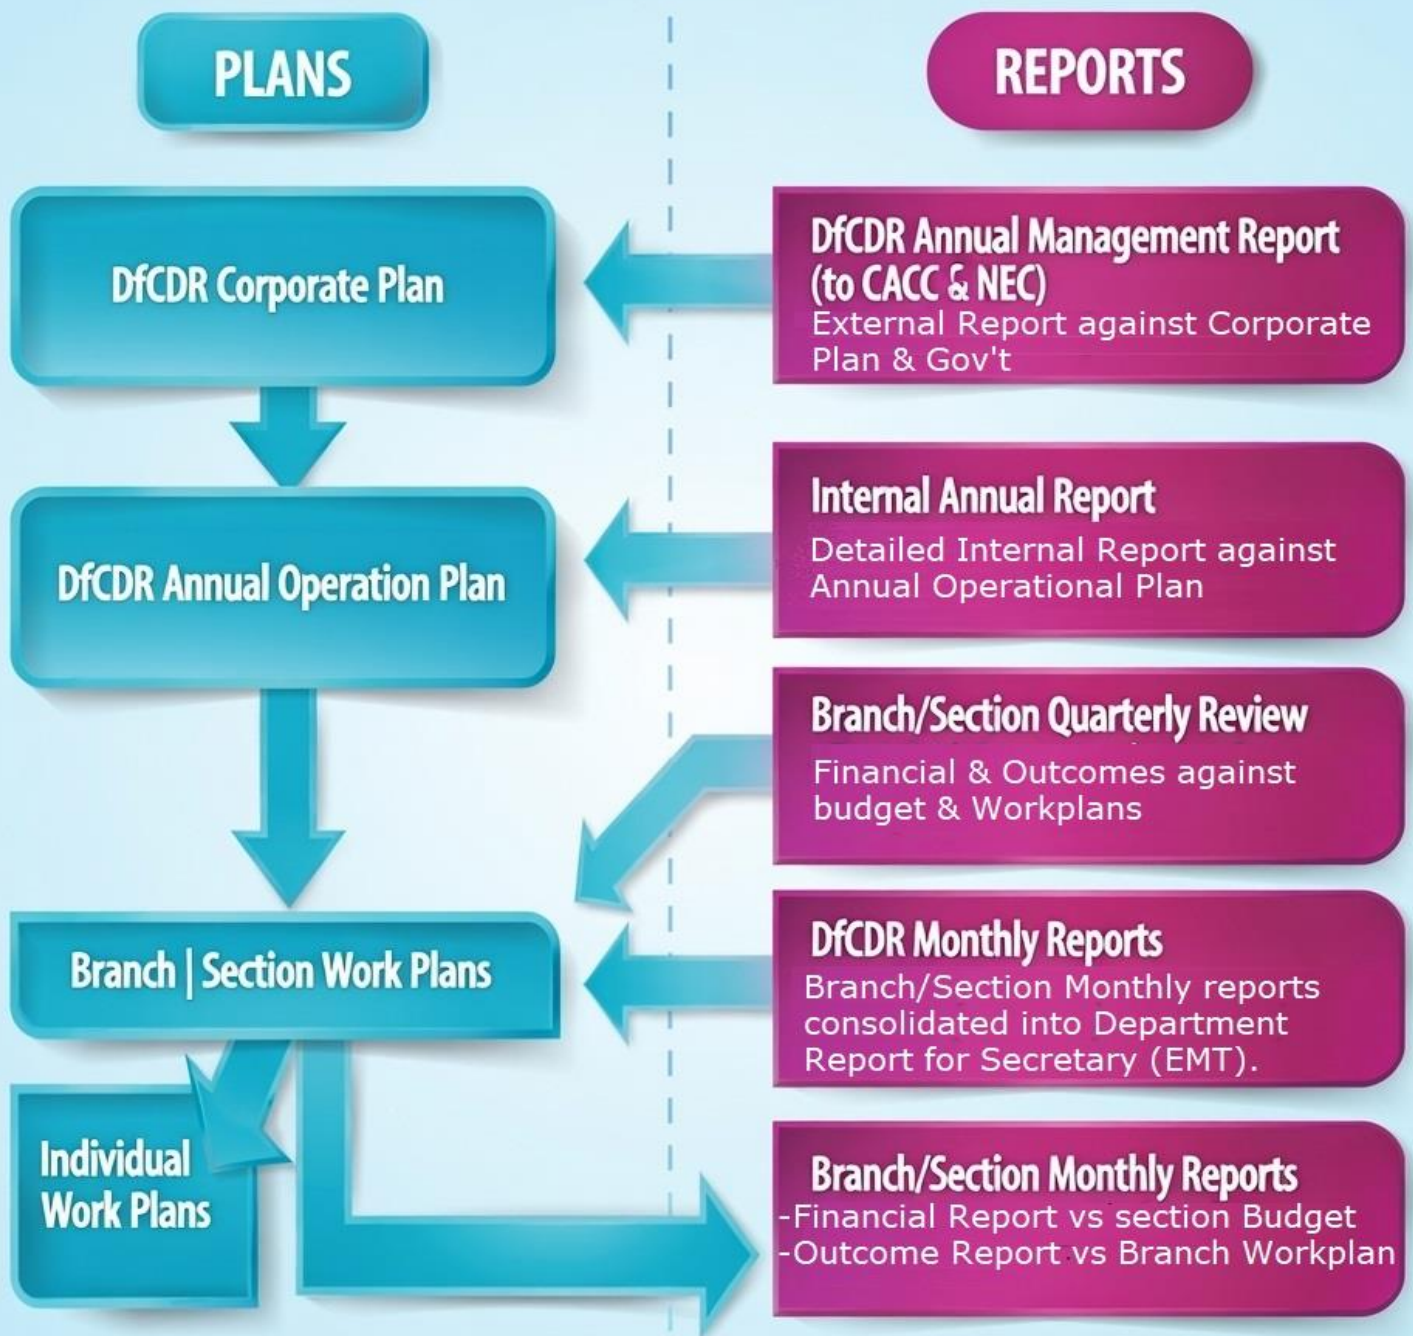 PLANS
REPORTS
DfCDR Corporate Plan
DfCDR Annual Management Report
(to CACC & NEC)
External Report against Corporate
Plan & Gov't
DfCDR Annual Operation Plan
Internal Annual Report
Detailed Internal Report against
Annual Operational Plan
Branch/Section Quarterly Review
Financial & Outcomes against
budget & Workplans
Branch | Section Work Plans
DfCDR Monthly Reports
Branch/Section Monthly reports
consolidated into Department
Report for Secretary (EMT).
Individual
Work Plans
Branch/Section Monthly Reports
-Financial Report vs section Budget
-Outcome Report vs Branch Workplan